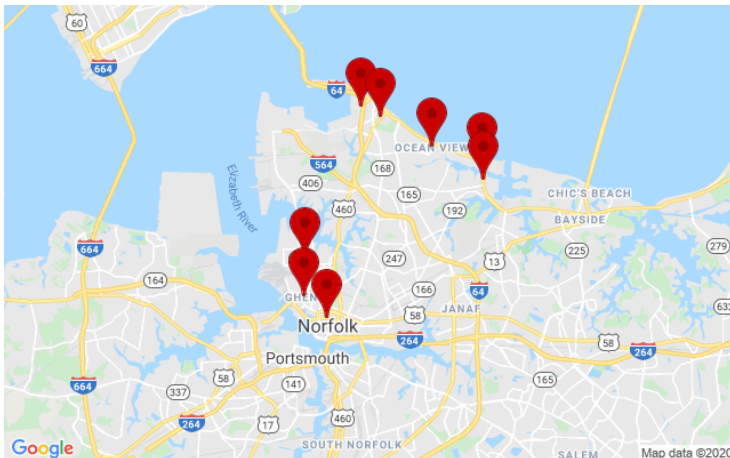 60
664
64
OCEAN VIEW
564
168
406
165
CHIC'S BEACH
460
192
BAYSIDE
Elizabeth River
664
225
279
13
247
164
64
166
GHEN
58
JANAF
632
Norfolk
264
58
264
Portsmouth
58
165
664
141
337
17
460
264
SOUTH NORFOLK
SALEM
Google
Map data ©2020